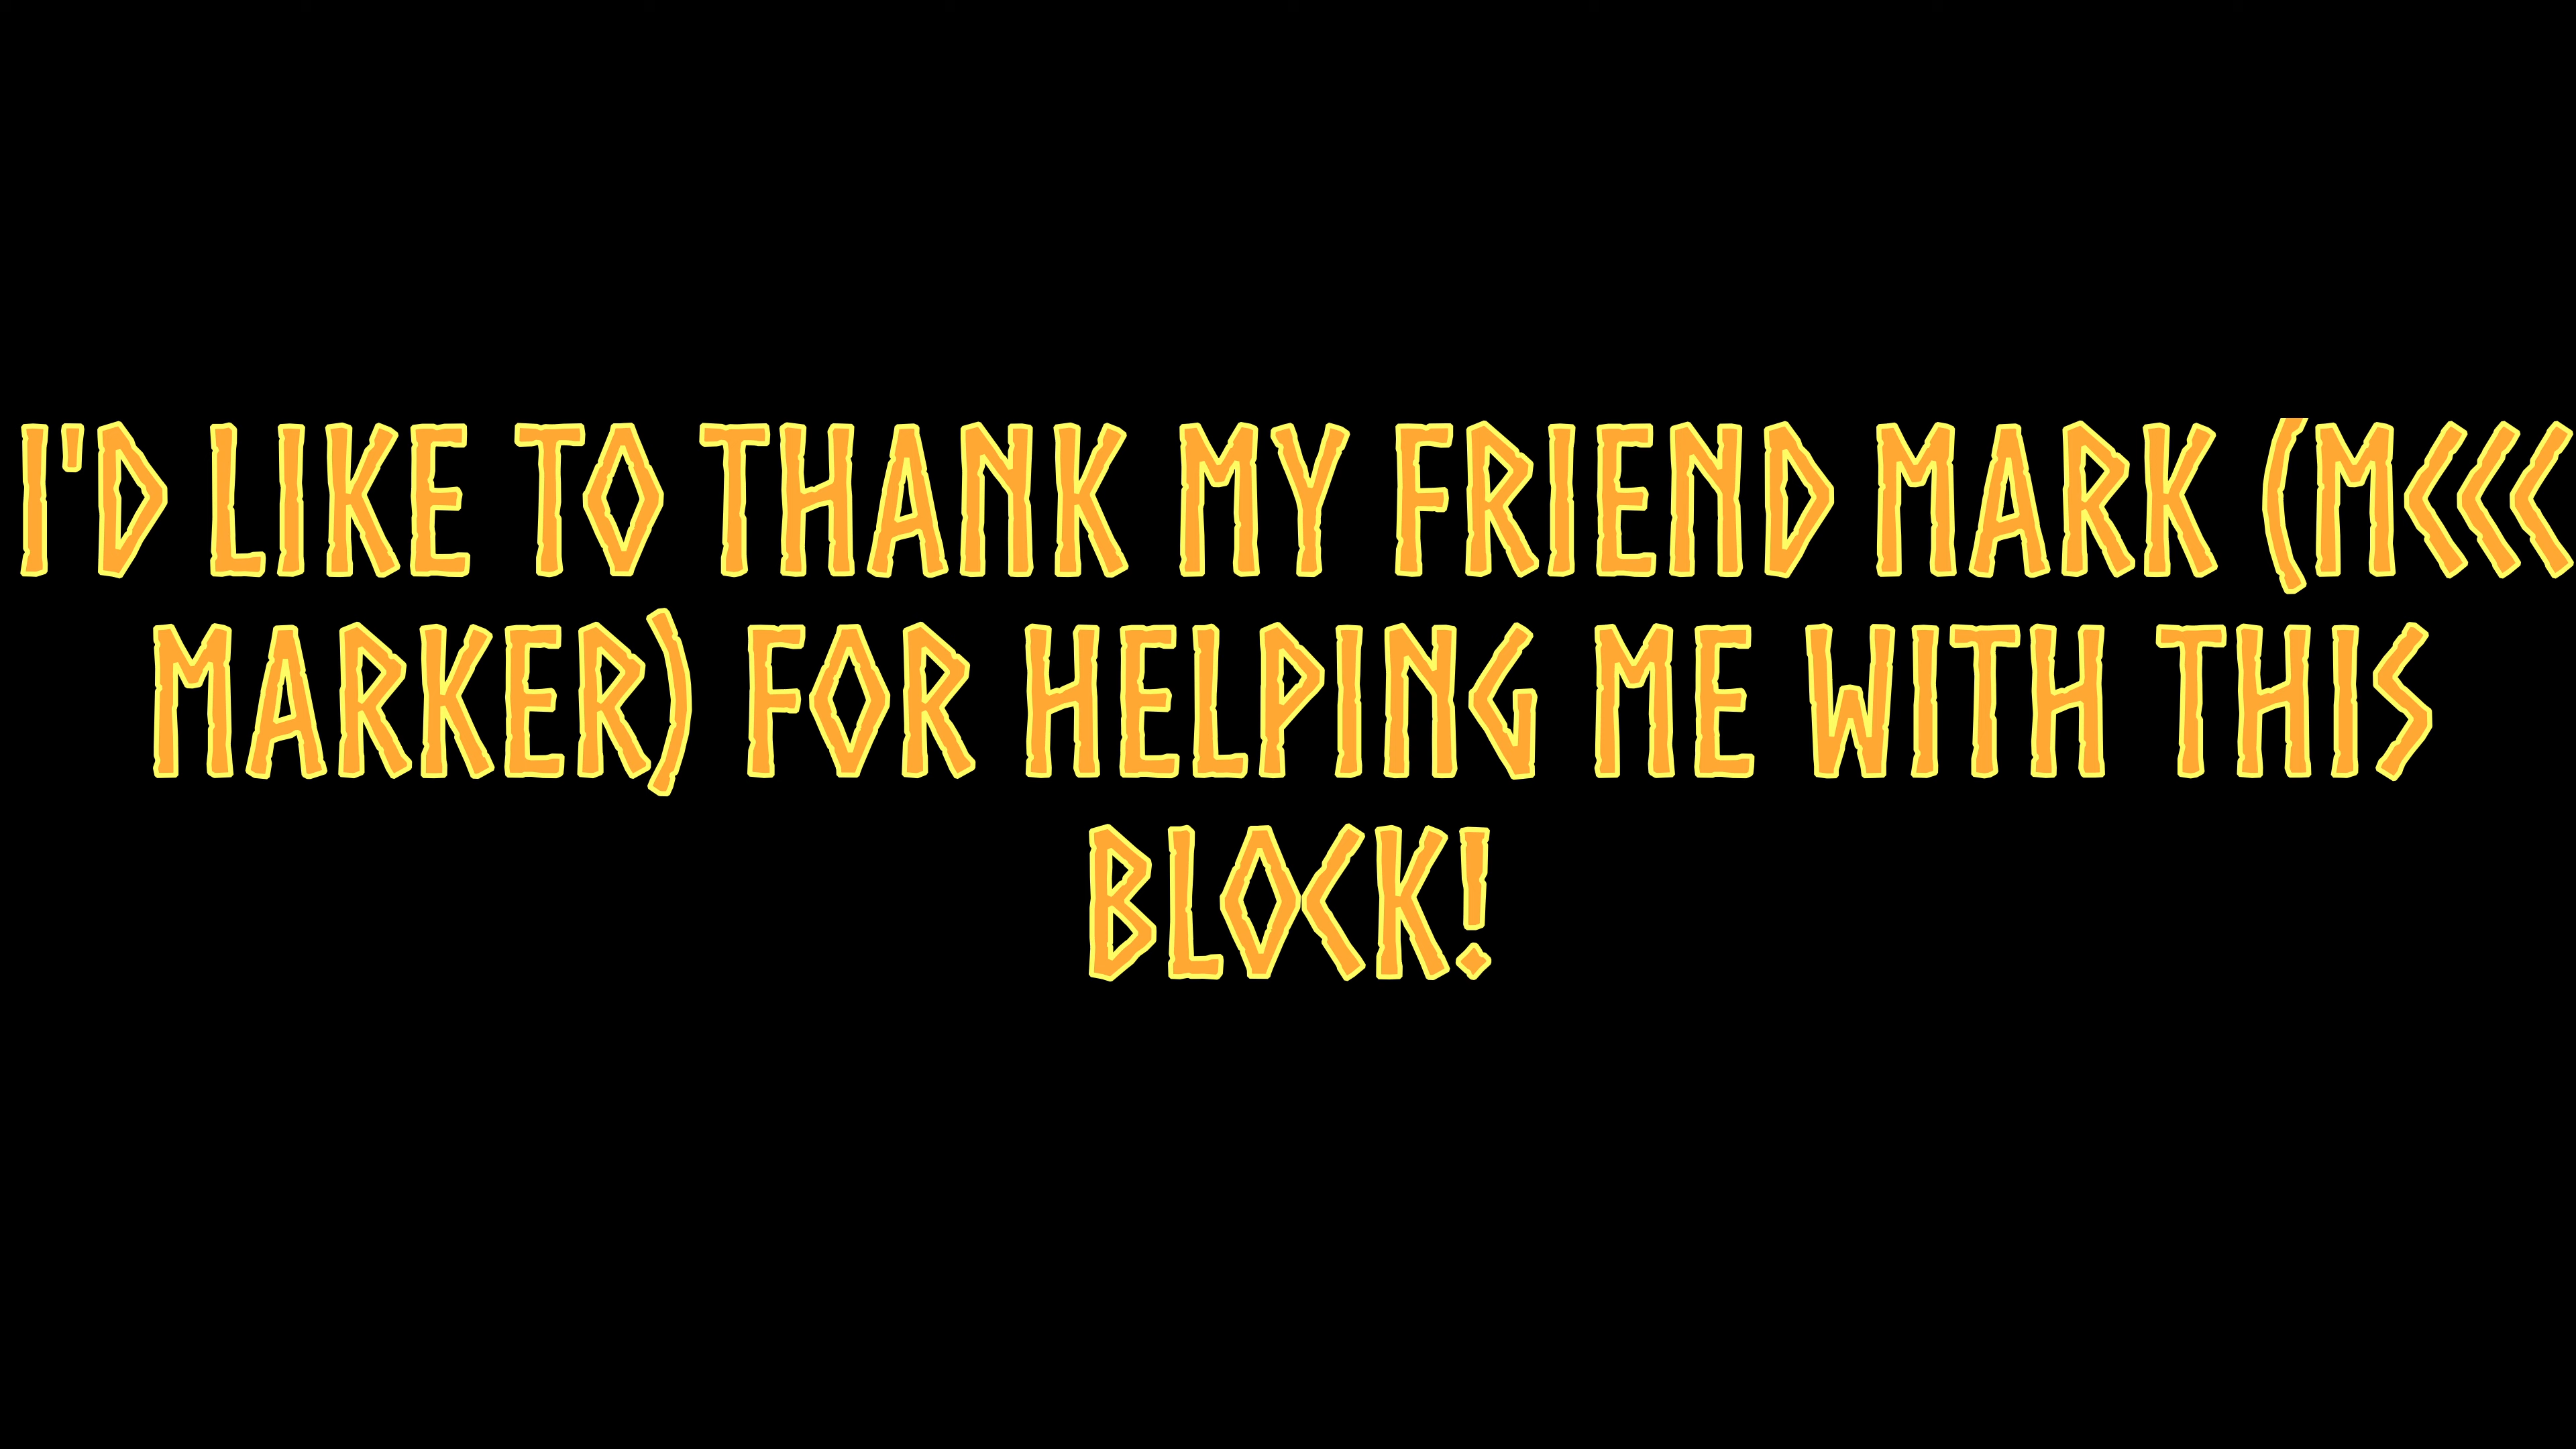 I'D LIKE TO THANK MY FRIEND MARK (MCCC
MARKER) FOR HELPING ME WITH THIS
BLOCK!